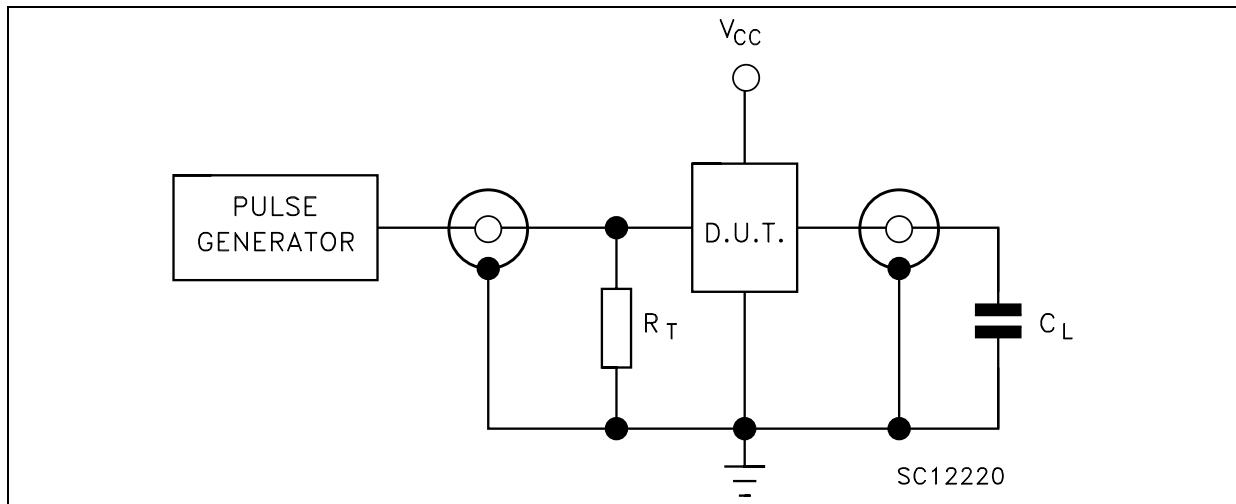 VCC
PULSE
GENERATOR
D.U.T.
RT
CL
SC12220